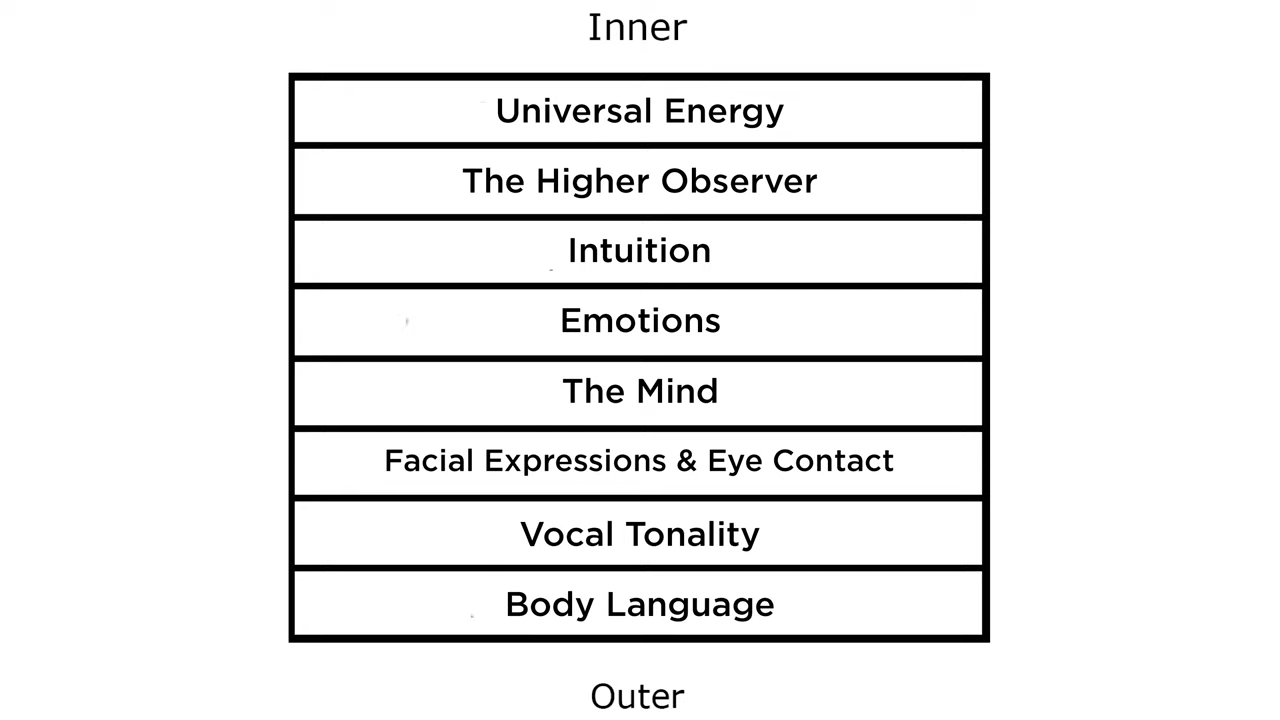 Inner
Universal Energy
The Higher Observer
Intuition
Emotions
The Mind
Facial Expressions & Eye Contact
Vocal Tonality
Body Language
Outer